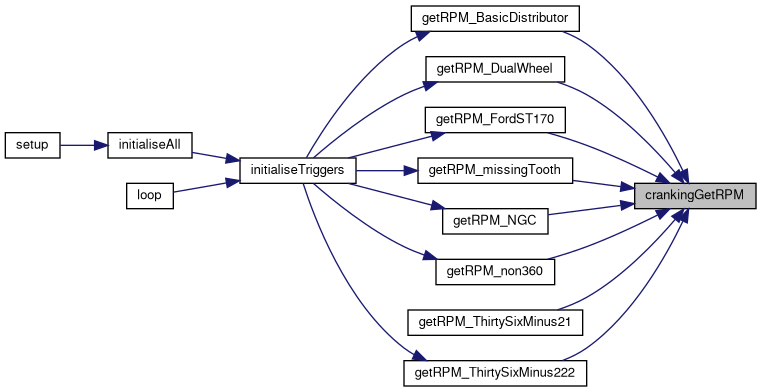 getRPM_BasicDistributor
getRPM_DualWheel
getRPM_FordST170
setup
initialiseAll
initialiseTriggers
getRPM_missingTooth
loop
crankingGetRPM
getRPM_NGC
getRPM_non360
getRPM_ThirtySixMinus21
getRPM_ThirtySixMinus222